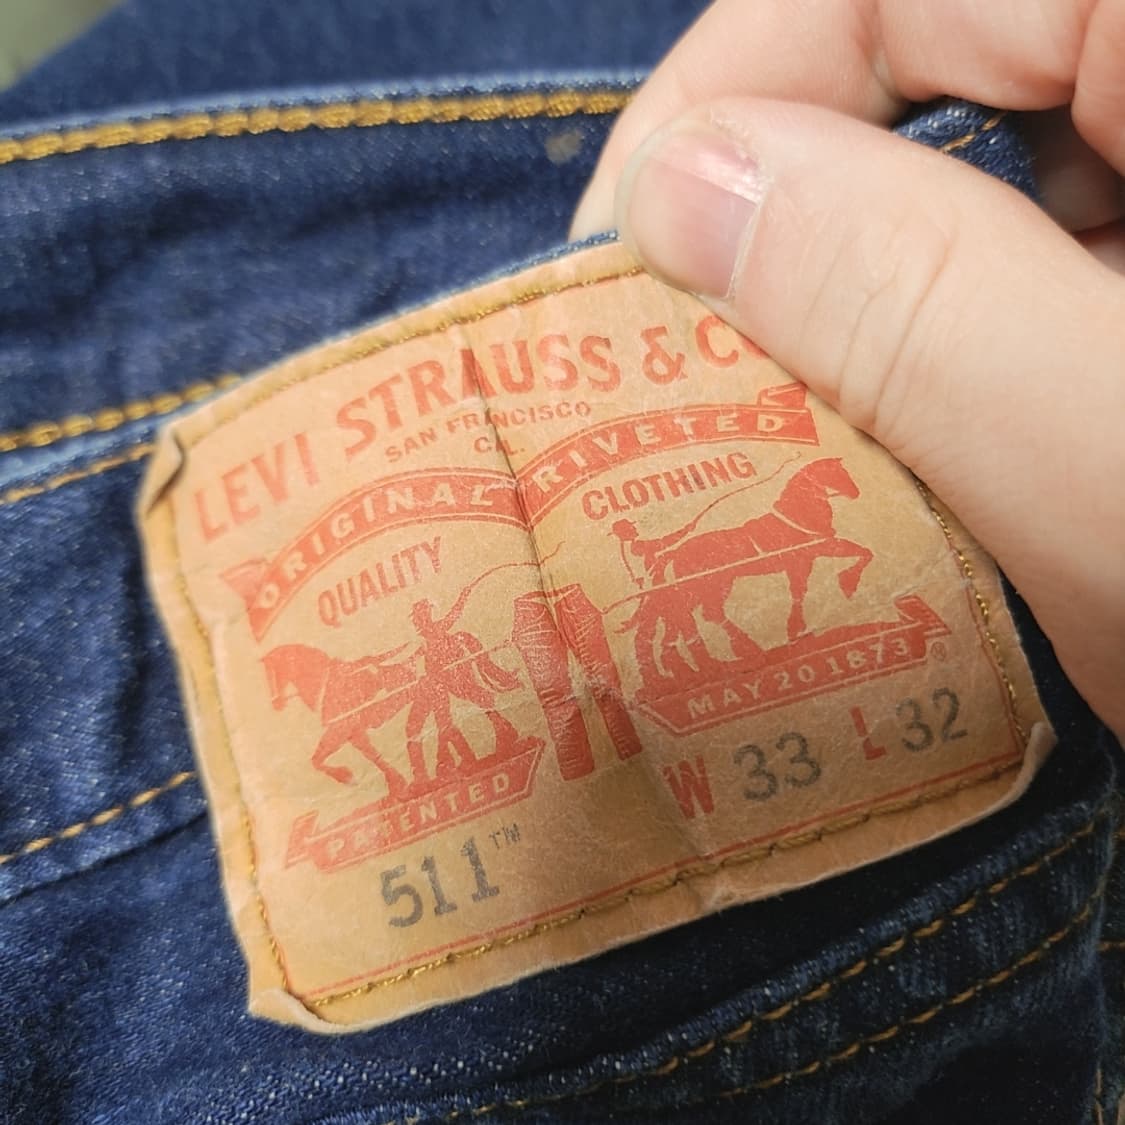 LEVI STRAUSS & CO
SAN FRANCISCO
CAL.
ORIGINAL RIVETED
QUALITY CLOTHING
PATENTED MAY 20 1873 ®
511™ W 33 L 32